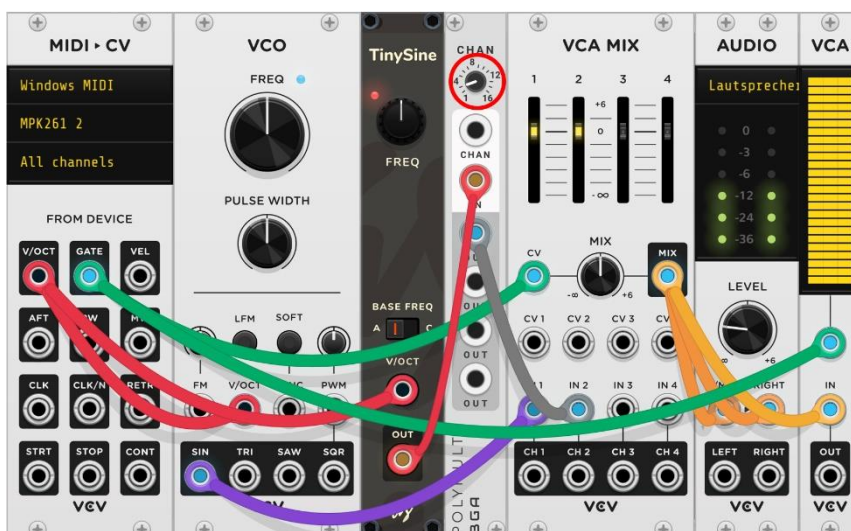 MIDI ▸ CV
Windows MIDI
MPK261 2
All channels
FROM DEVICE
V/OCT GATE VEL
AFT
CLK CLK/N RETR
STRT STOP CONT
VCV
VCO
FREQ
PULSE WIDTH
LFM SOFT
FM V/OCT PWM
SIN TRI SAW SQR
TinySine
FREQ
BASE FREQ
A C
V/OCT
OUT
CHAN
1 4 8 12 16
CHAN
OUT
OUT
POLYMULT
BGA
VCA MIX
1 2 3 4
+6
0
-∞
CV MIX MIX
-∞ +6
CV 1 CV 2 CV 3
IN 2 IN 3 IN 4
CH 1 CH 2 CH 3 CH 4
VCV
AUDIO
Lautsprecher
0
-3
-6
-12
-24
-36
LEVEL
+6
RIGHT
LEFT RIGHT
VCV
VCA
IN
OUT
VCV